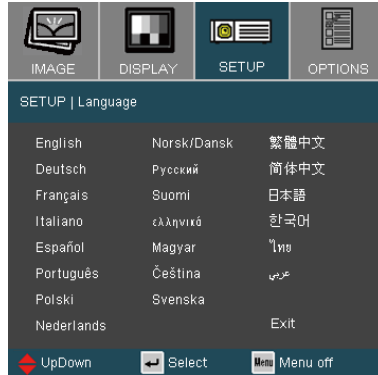 IMAGE DISPLAY SETUP OPTIONS
SETUP | Language
English Norsk/Dansk 繁體中文
Deutsch Русский 简体中文
Français Suomi 日本語
Italiano ελληνικά 한국어
Español Magyar ไทย
Português Čeština عربي
Polski Svenska
Nederlands Exit
UpDown Select Menu Menu off